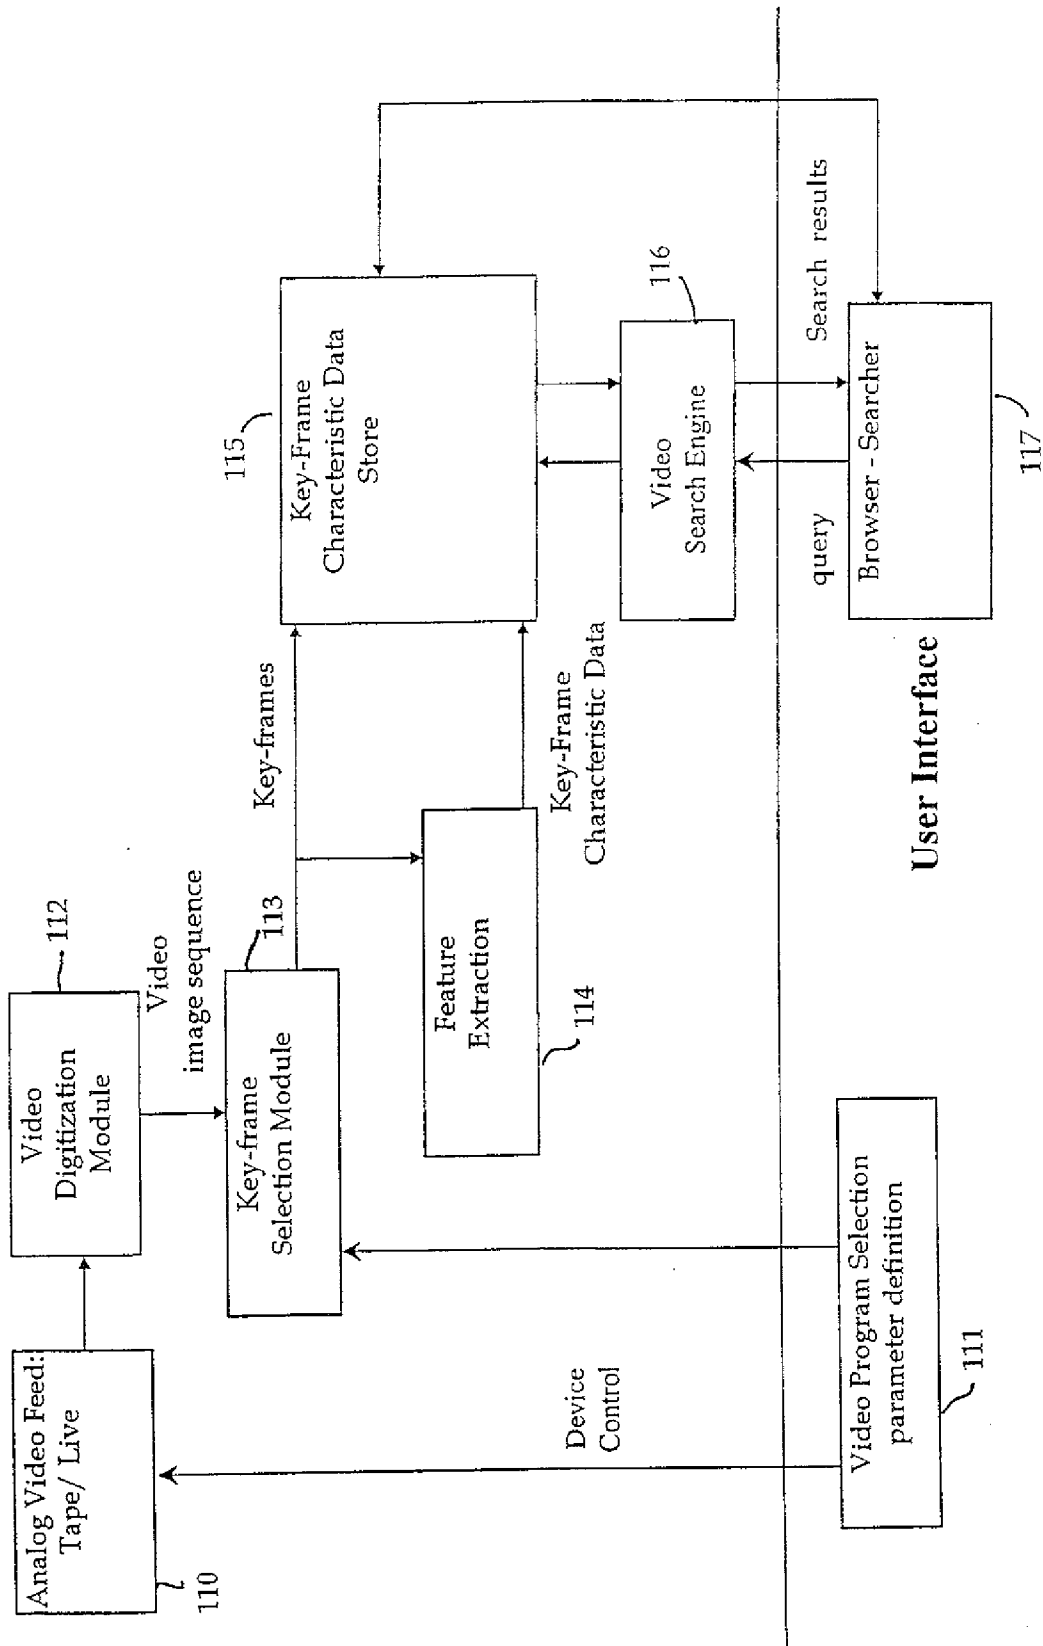 Analog Video Feed::
Tape/ Live
110
Video
Digitization
Module
112
Video
image sequence
Key-frame
Selection Module
113
Key-frames
Feature
Extraction
114
Key-Frame
Characteristic Data
115
Key-Frame
Characteristic Data
Store
Video
Search Engine
116
Device
Control
query
Search results
Video Program Selection
parameter definition
111
User Interface
Browser - Searcher
117